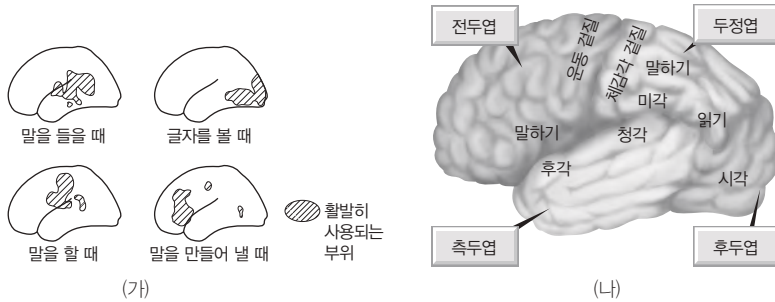 말을 들을 때
글자를 볼 때
말을 할 때
말을 만들어 낼 때
활발히
사용되는
부위
(가)
전두엽
운동 겉질
체감각 겉질
두정엽
말하기
미각
읽기
말하기
청각
후각
시각
측두엽
후두엽
(나)